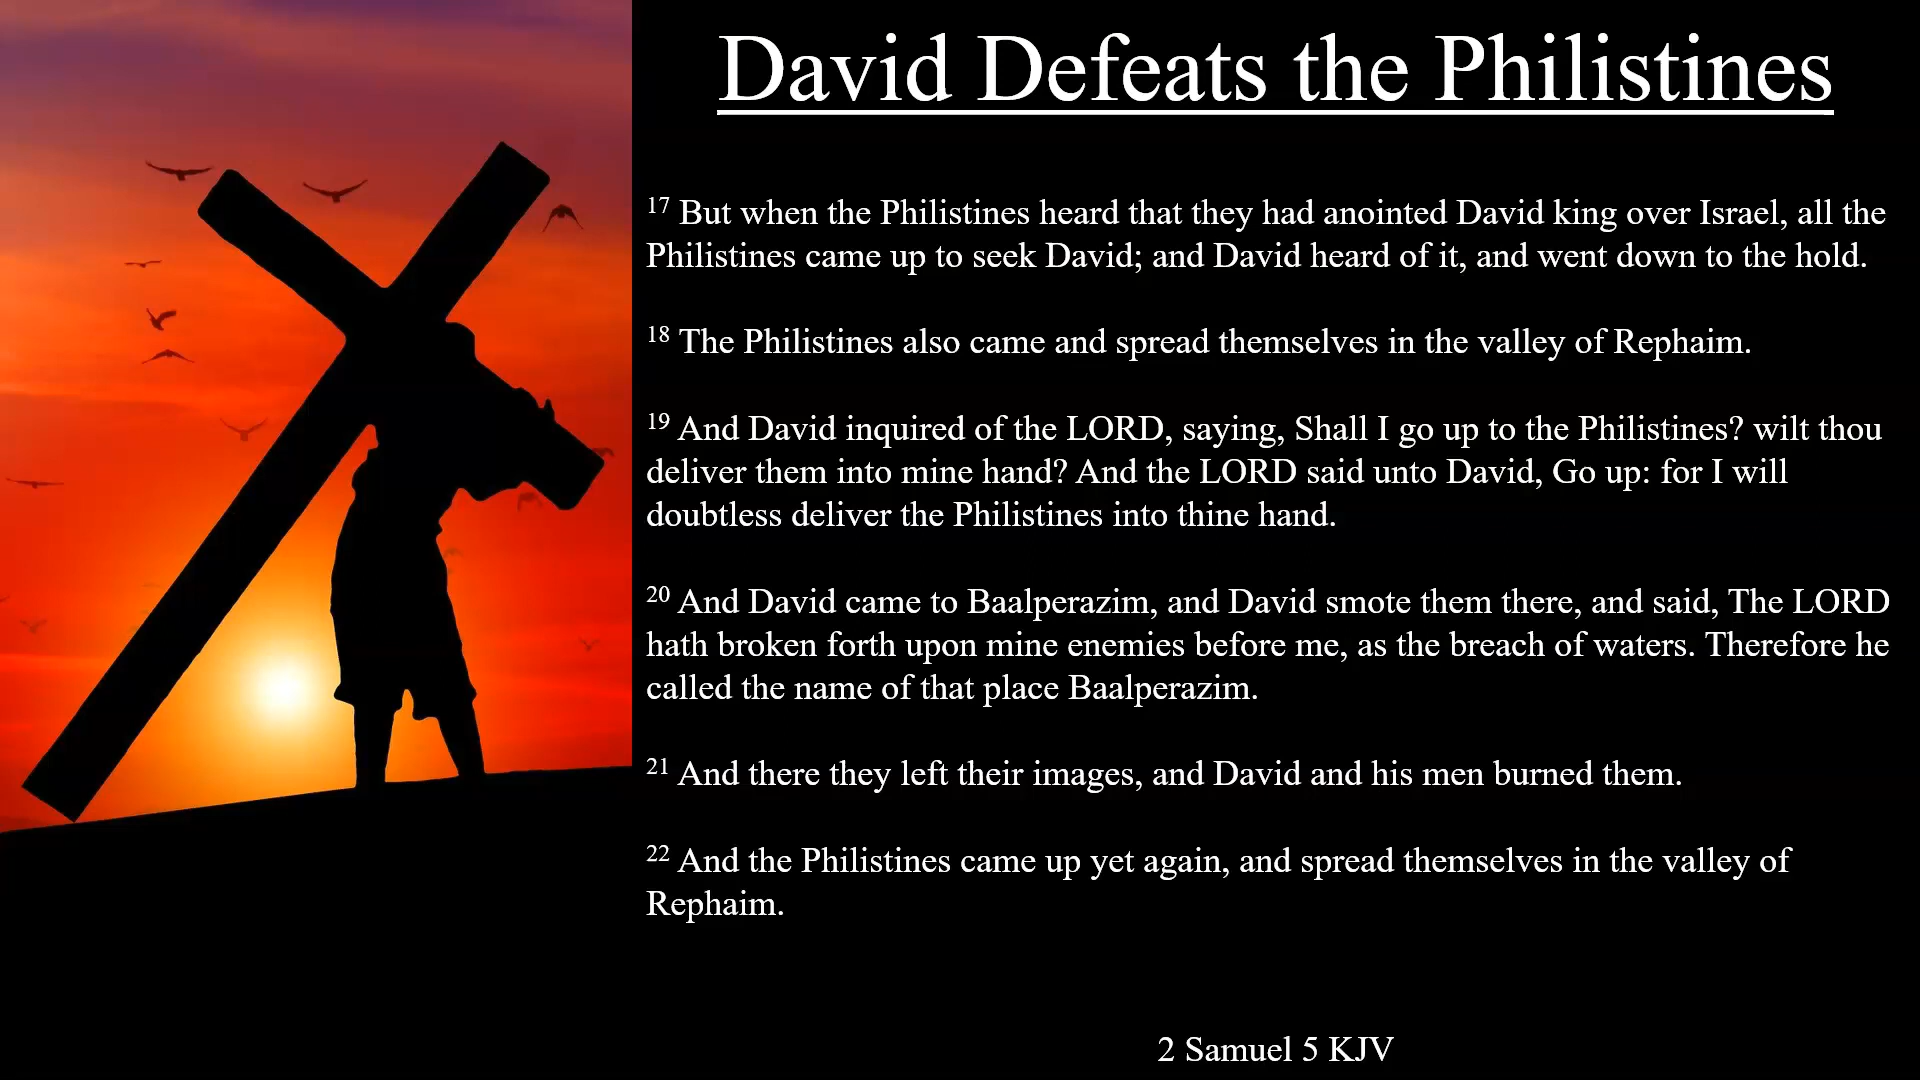 David Defeats the Philistines
17 But when the Philistines heard that they had anointed David king over Israel, all the
Philistines came up to seek David; and David heard of it, and went down to the hold.
18 The Philistines also came and spread themselves in the valley of Rephaim.
19 And David inquired of the LORD, saying, Shall I go up to the Philistines? wilt thou
deliver them into mine hand? And the LORD said unto David, Go up: for I will
doubtless deliver the Philistines into thine hand.
20 And David came to Baalperazim, and David smote them there, and said, The LORD
hath broken forth upon mine enemies before me, as the breach of waters. Therefore he
called the name of that place Baalperazim.
21 And there they left their images, and David and his men burned them.
22 And the Philistines came up yet again, and spread themselves in the valley of
Rephaim.
2 Samuel 5 KJV